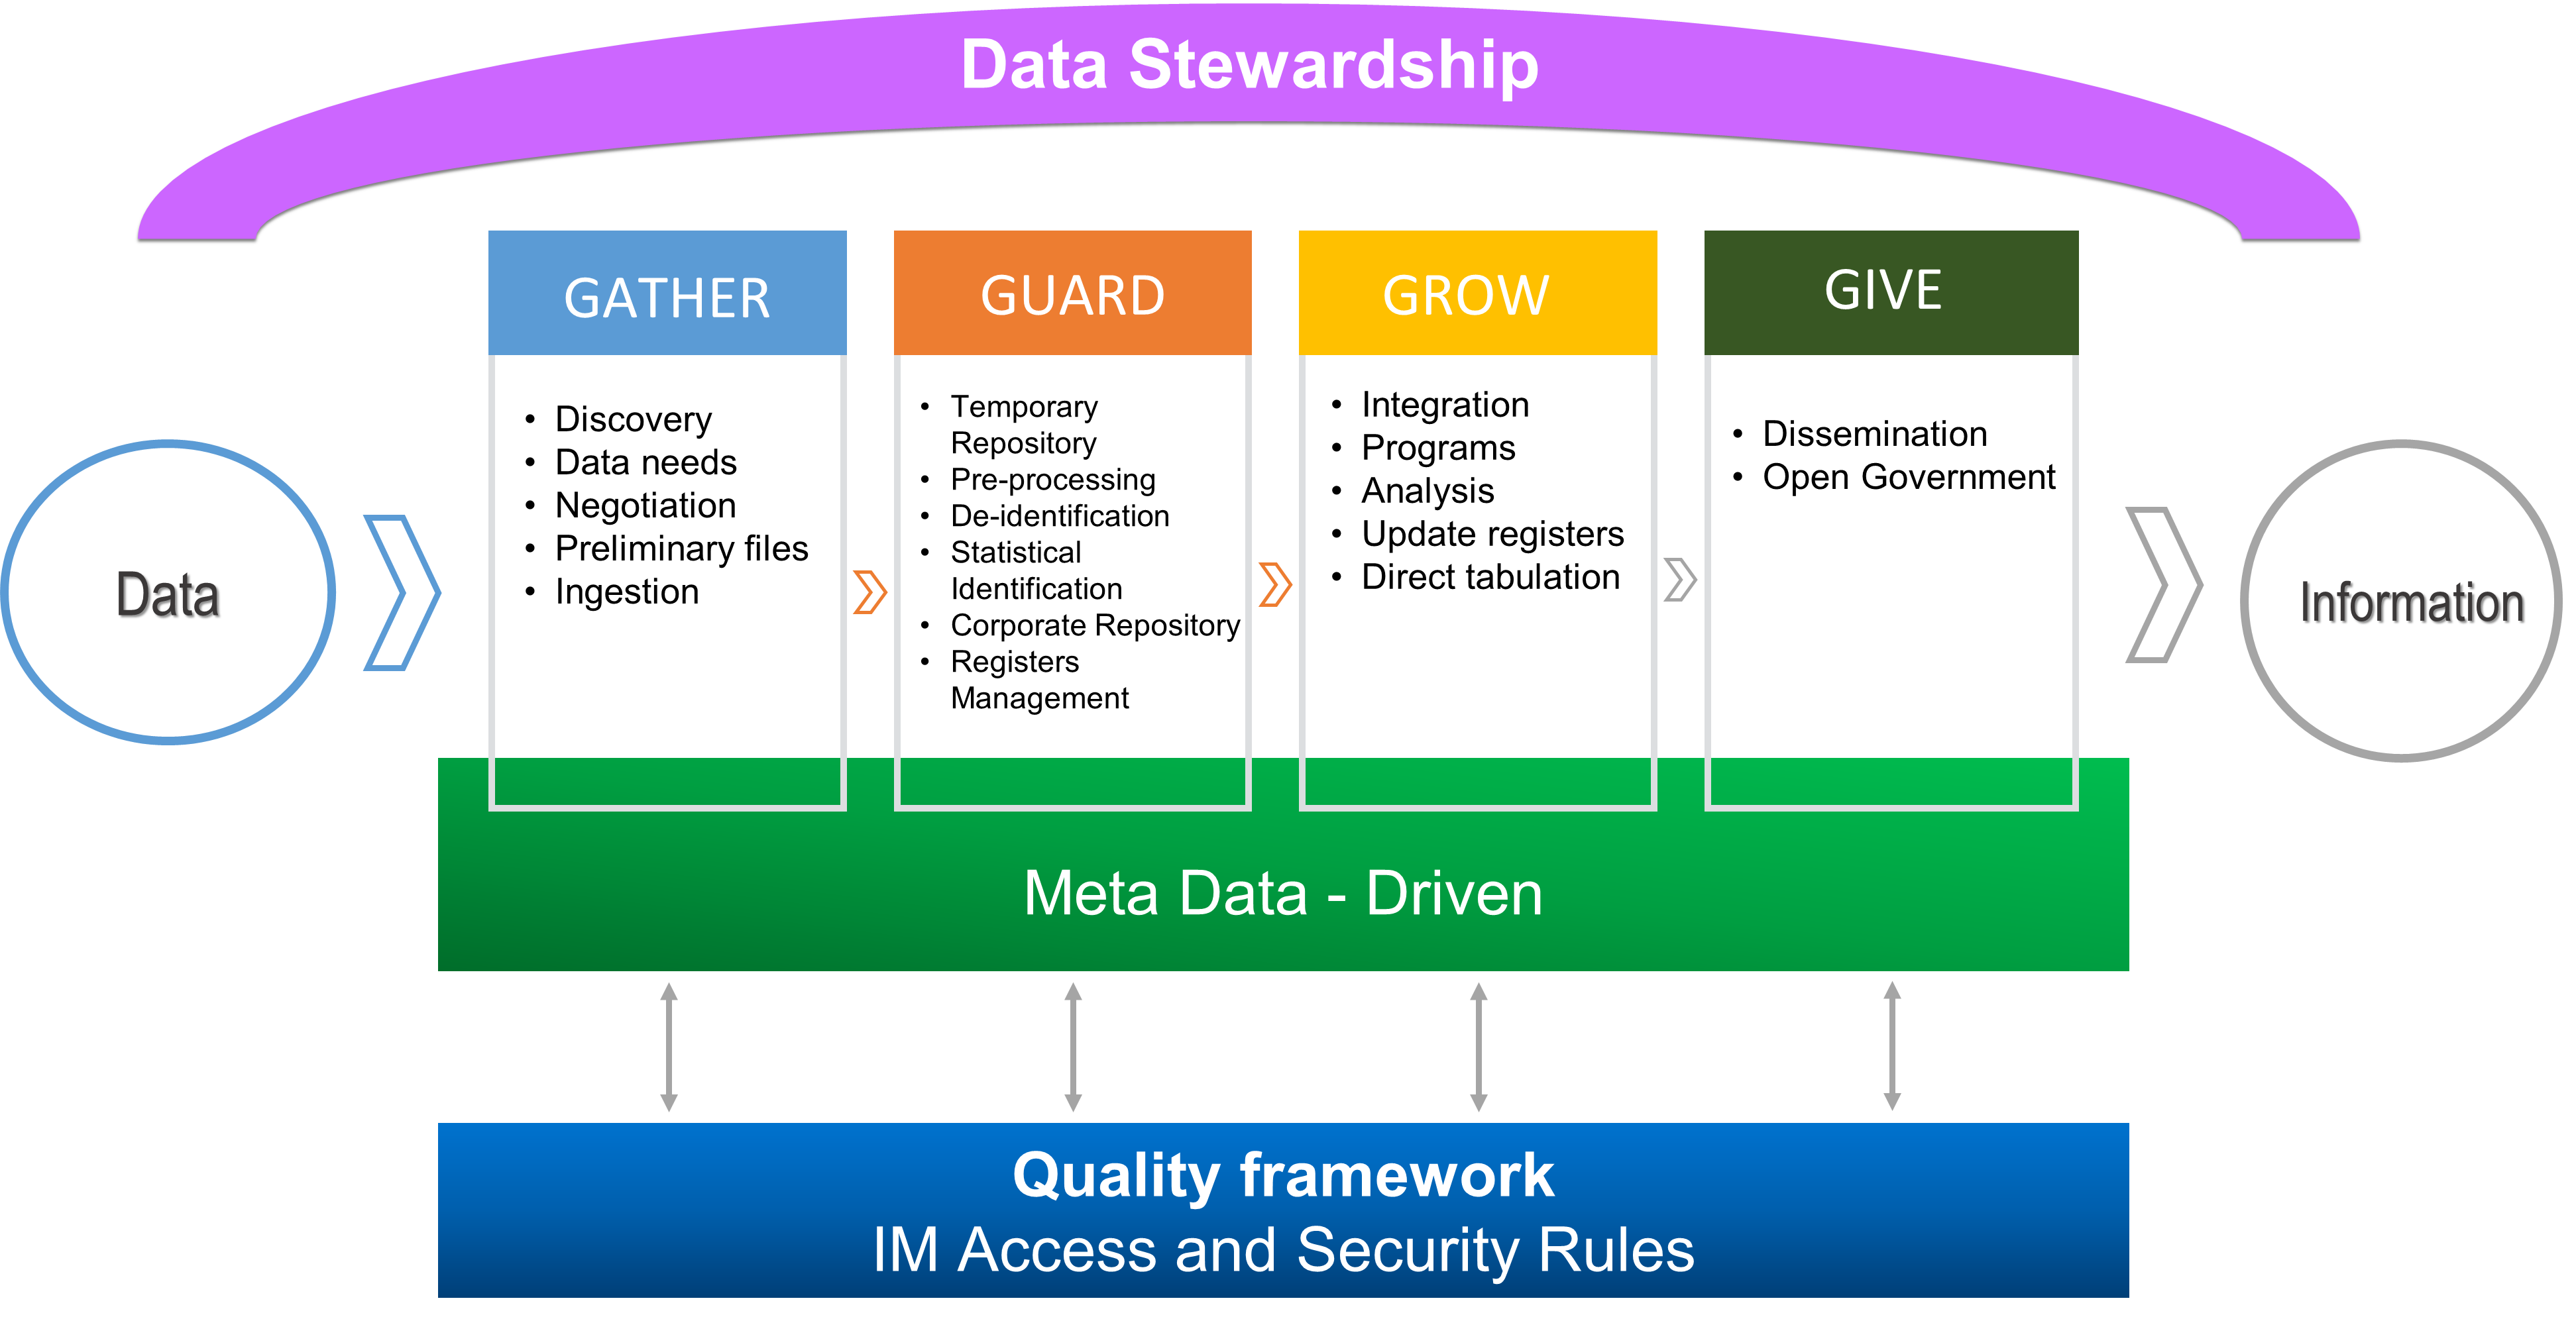 Data Stewardship
Data
GATHER
• Discovery
• Data needs
• Negotiation
• Preliminary files
• Ingestion
GUARD
• Temporary
Repository
• Pre-processing
• De-identification
• Statistical
Identification
• Corporate Repository
• Registers
Management
GROW
• Integration
• Programs
• Analysis
• Update registers
• Direct tabulation
GIVE
• Dissemination
• Open Government
Information
Meta Data - Driven
Quality framework
IM Access and Security Rules